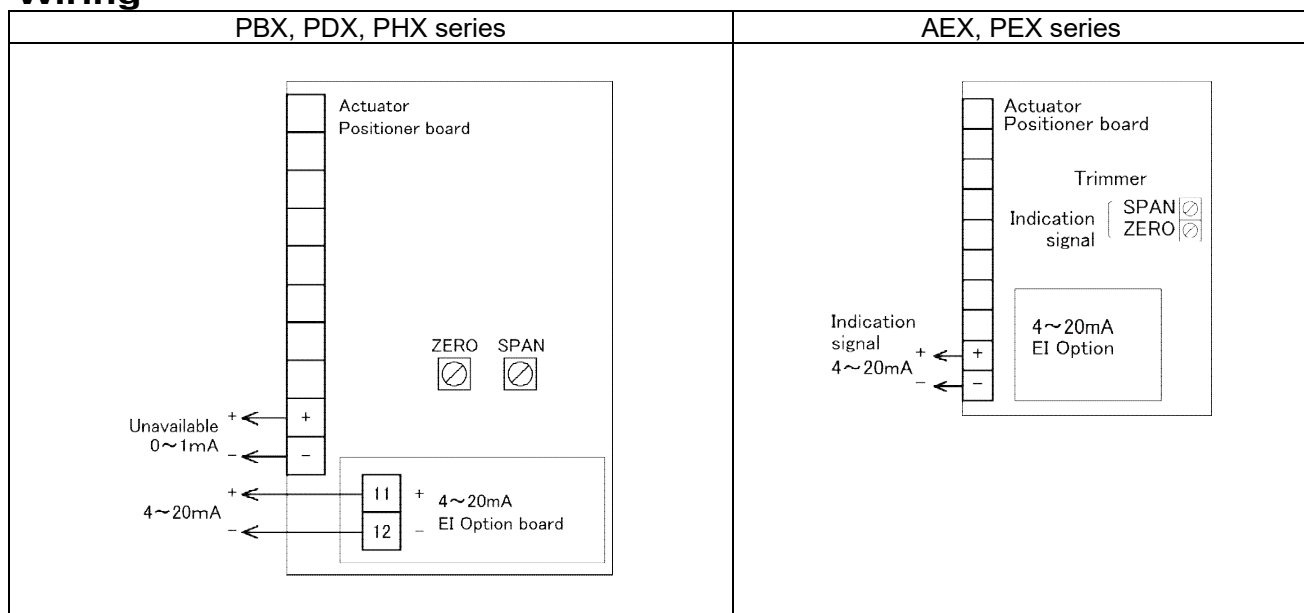 Wiring
PBX, PDX, PHX series
Actuator
Positioner board
ZERO SPAN
+ +
Unavailable
0～1mA
- -
+ 11 +
4～20mA
- 12 -
4～20mA
EI Option board
AEX, PEX series
Actuator
Positioner board
Trimmer
Indication
signal
SPAN
ZERO
Indication
signal
4～20mA
+ +
- -
4～20mA
EI Option